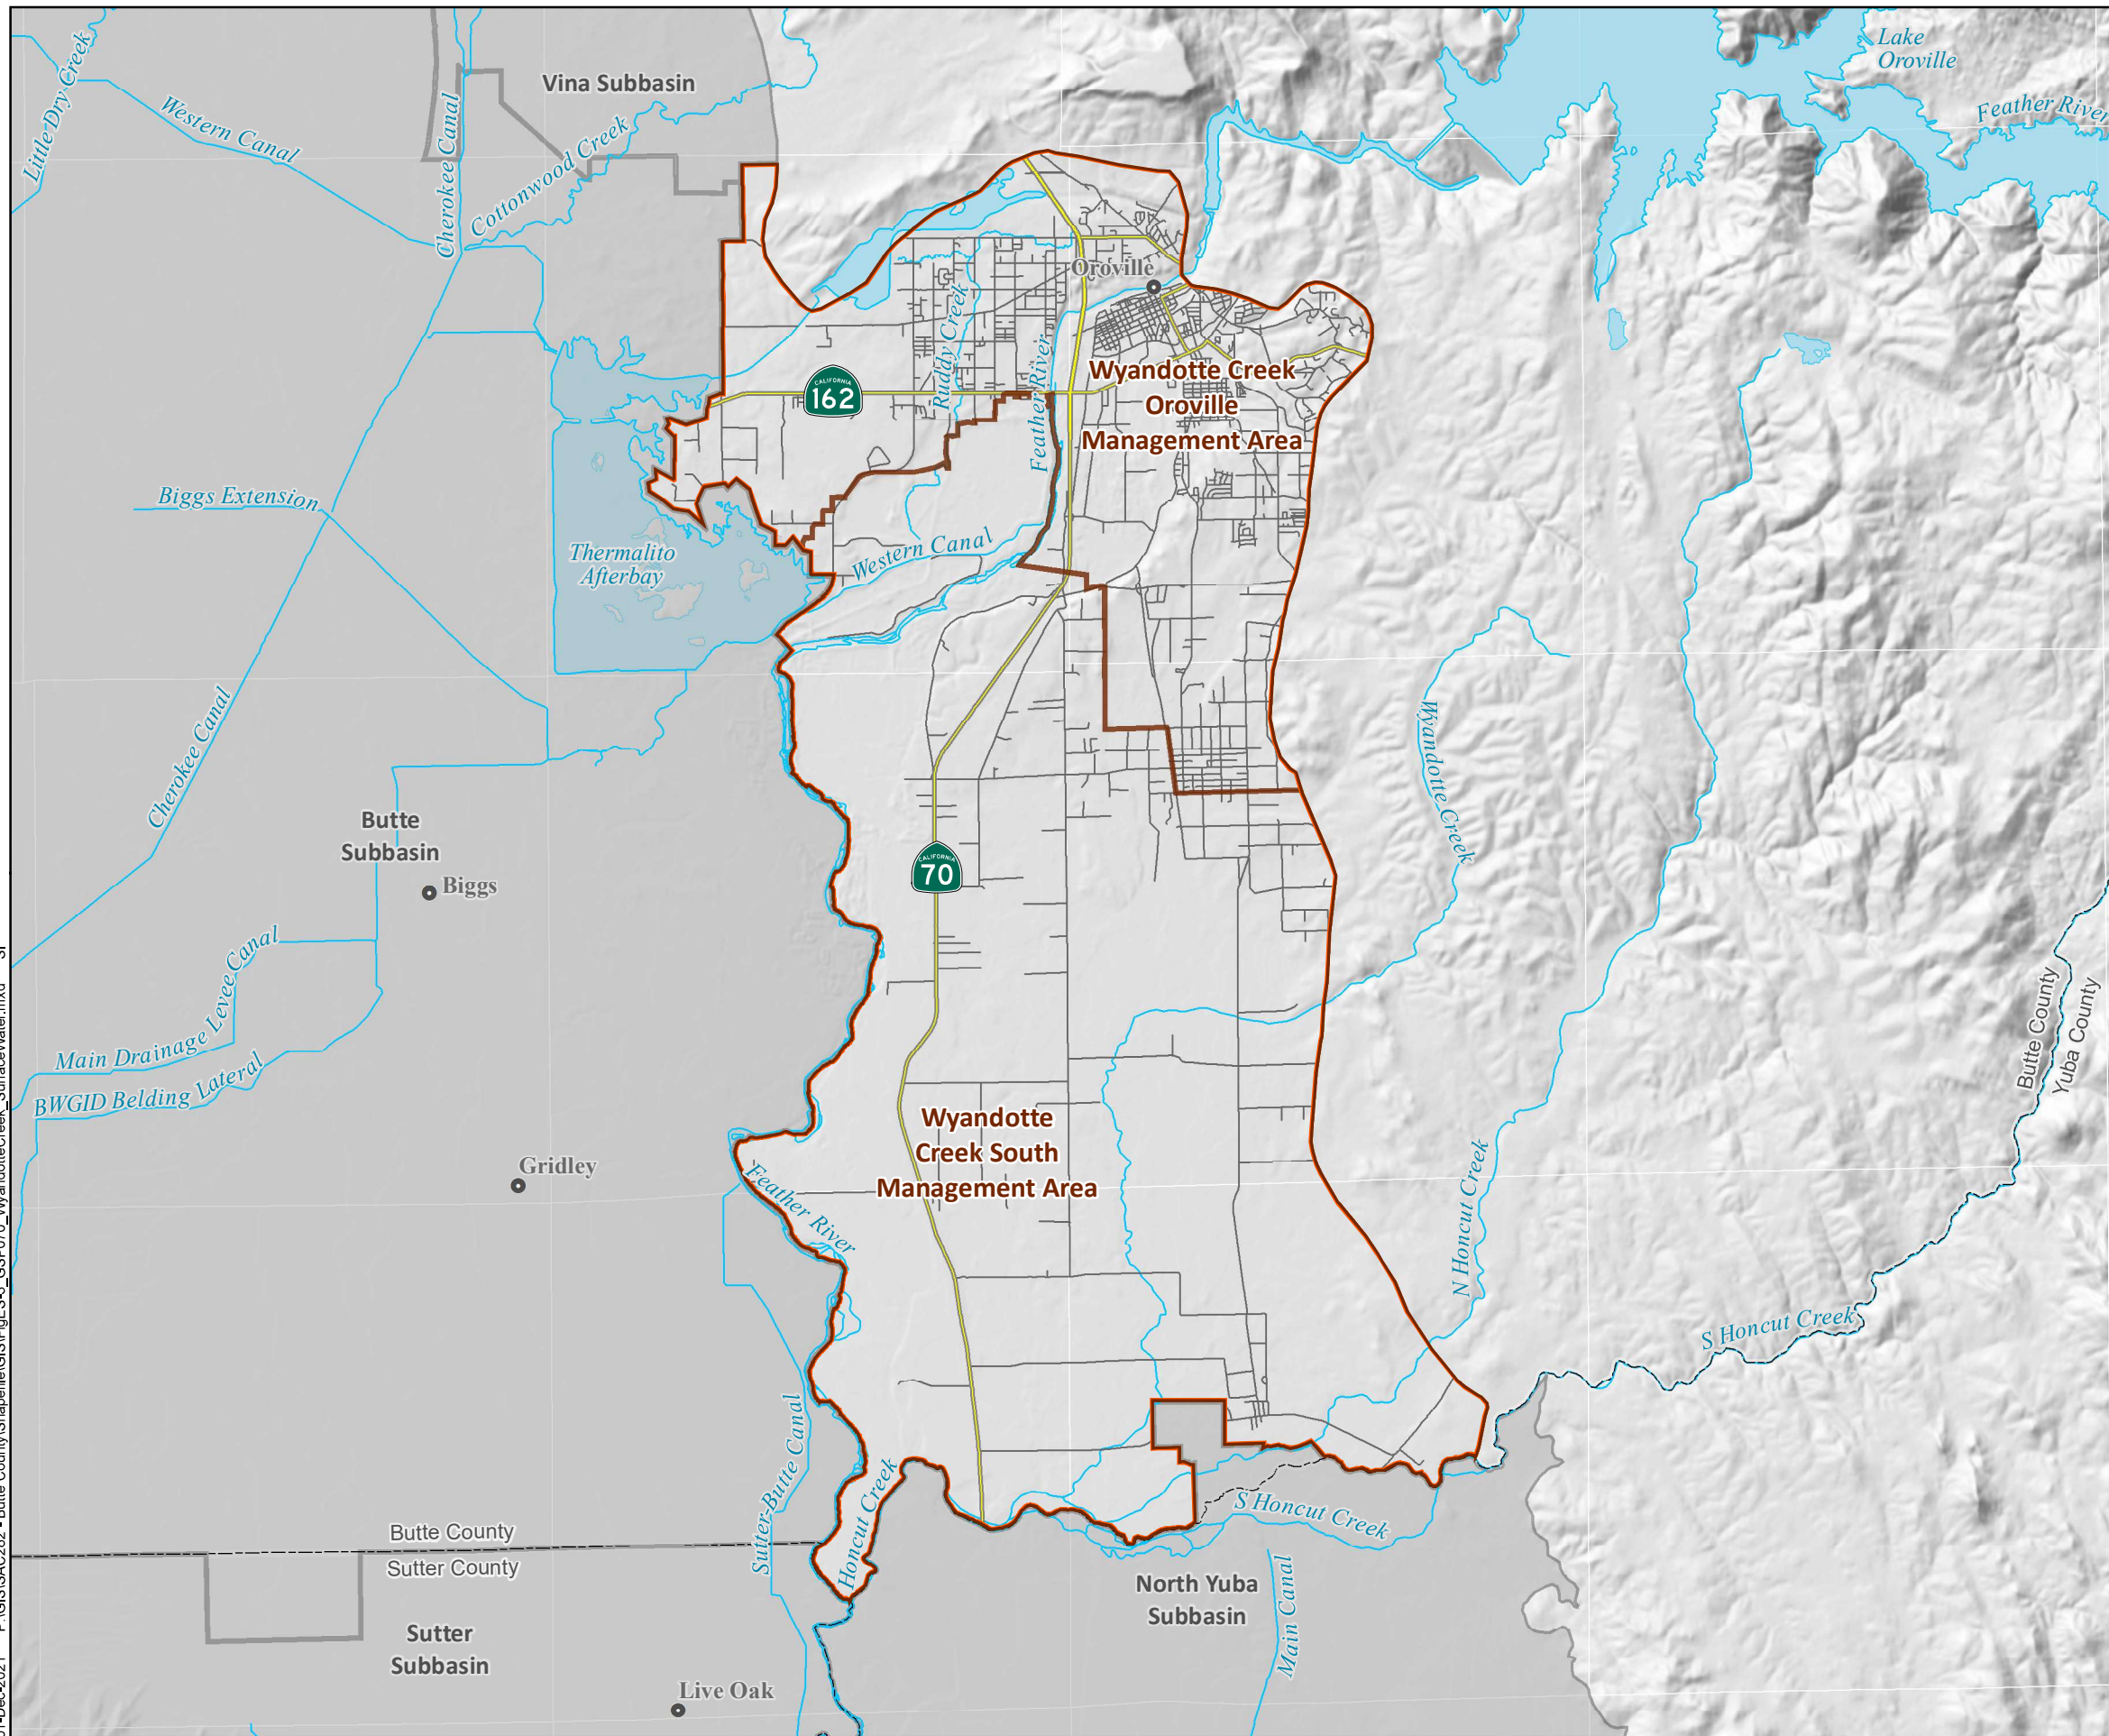 Lake
Oroville
Feather River
Little Dry Creek
Vina Subbasin
Western Canal
Cherokee Canal
Cottonwood Creek
Oroville
Ruddy Creek
Feather River
Wyandotte Creek
Oroville
Management Area
CALIFORNIA
162
Biggs Extension
Thermalito
Afterbay
Western Canal
Cherokee Canal
Wyandotte Creek
Butte
Subbasin
Biggs
CALIFORNIA
70
Main Drainage Levee Canal
BWGID Belding Lateral
Butte County
Yuba County
Wyandotte
Creek South
Management Area
Gridley
Feather River
N Honcut Creek
S Honcut Creek
Sutter-Butte Canal
Honcut Creek
S Honcut Creek
Butte County
Sutter County
North Yuba
Subbasin
Main Canal
Sutter
Subbasin
Live Oak